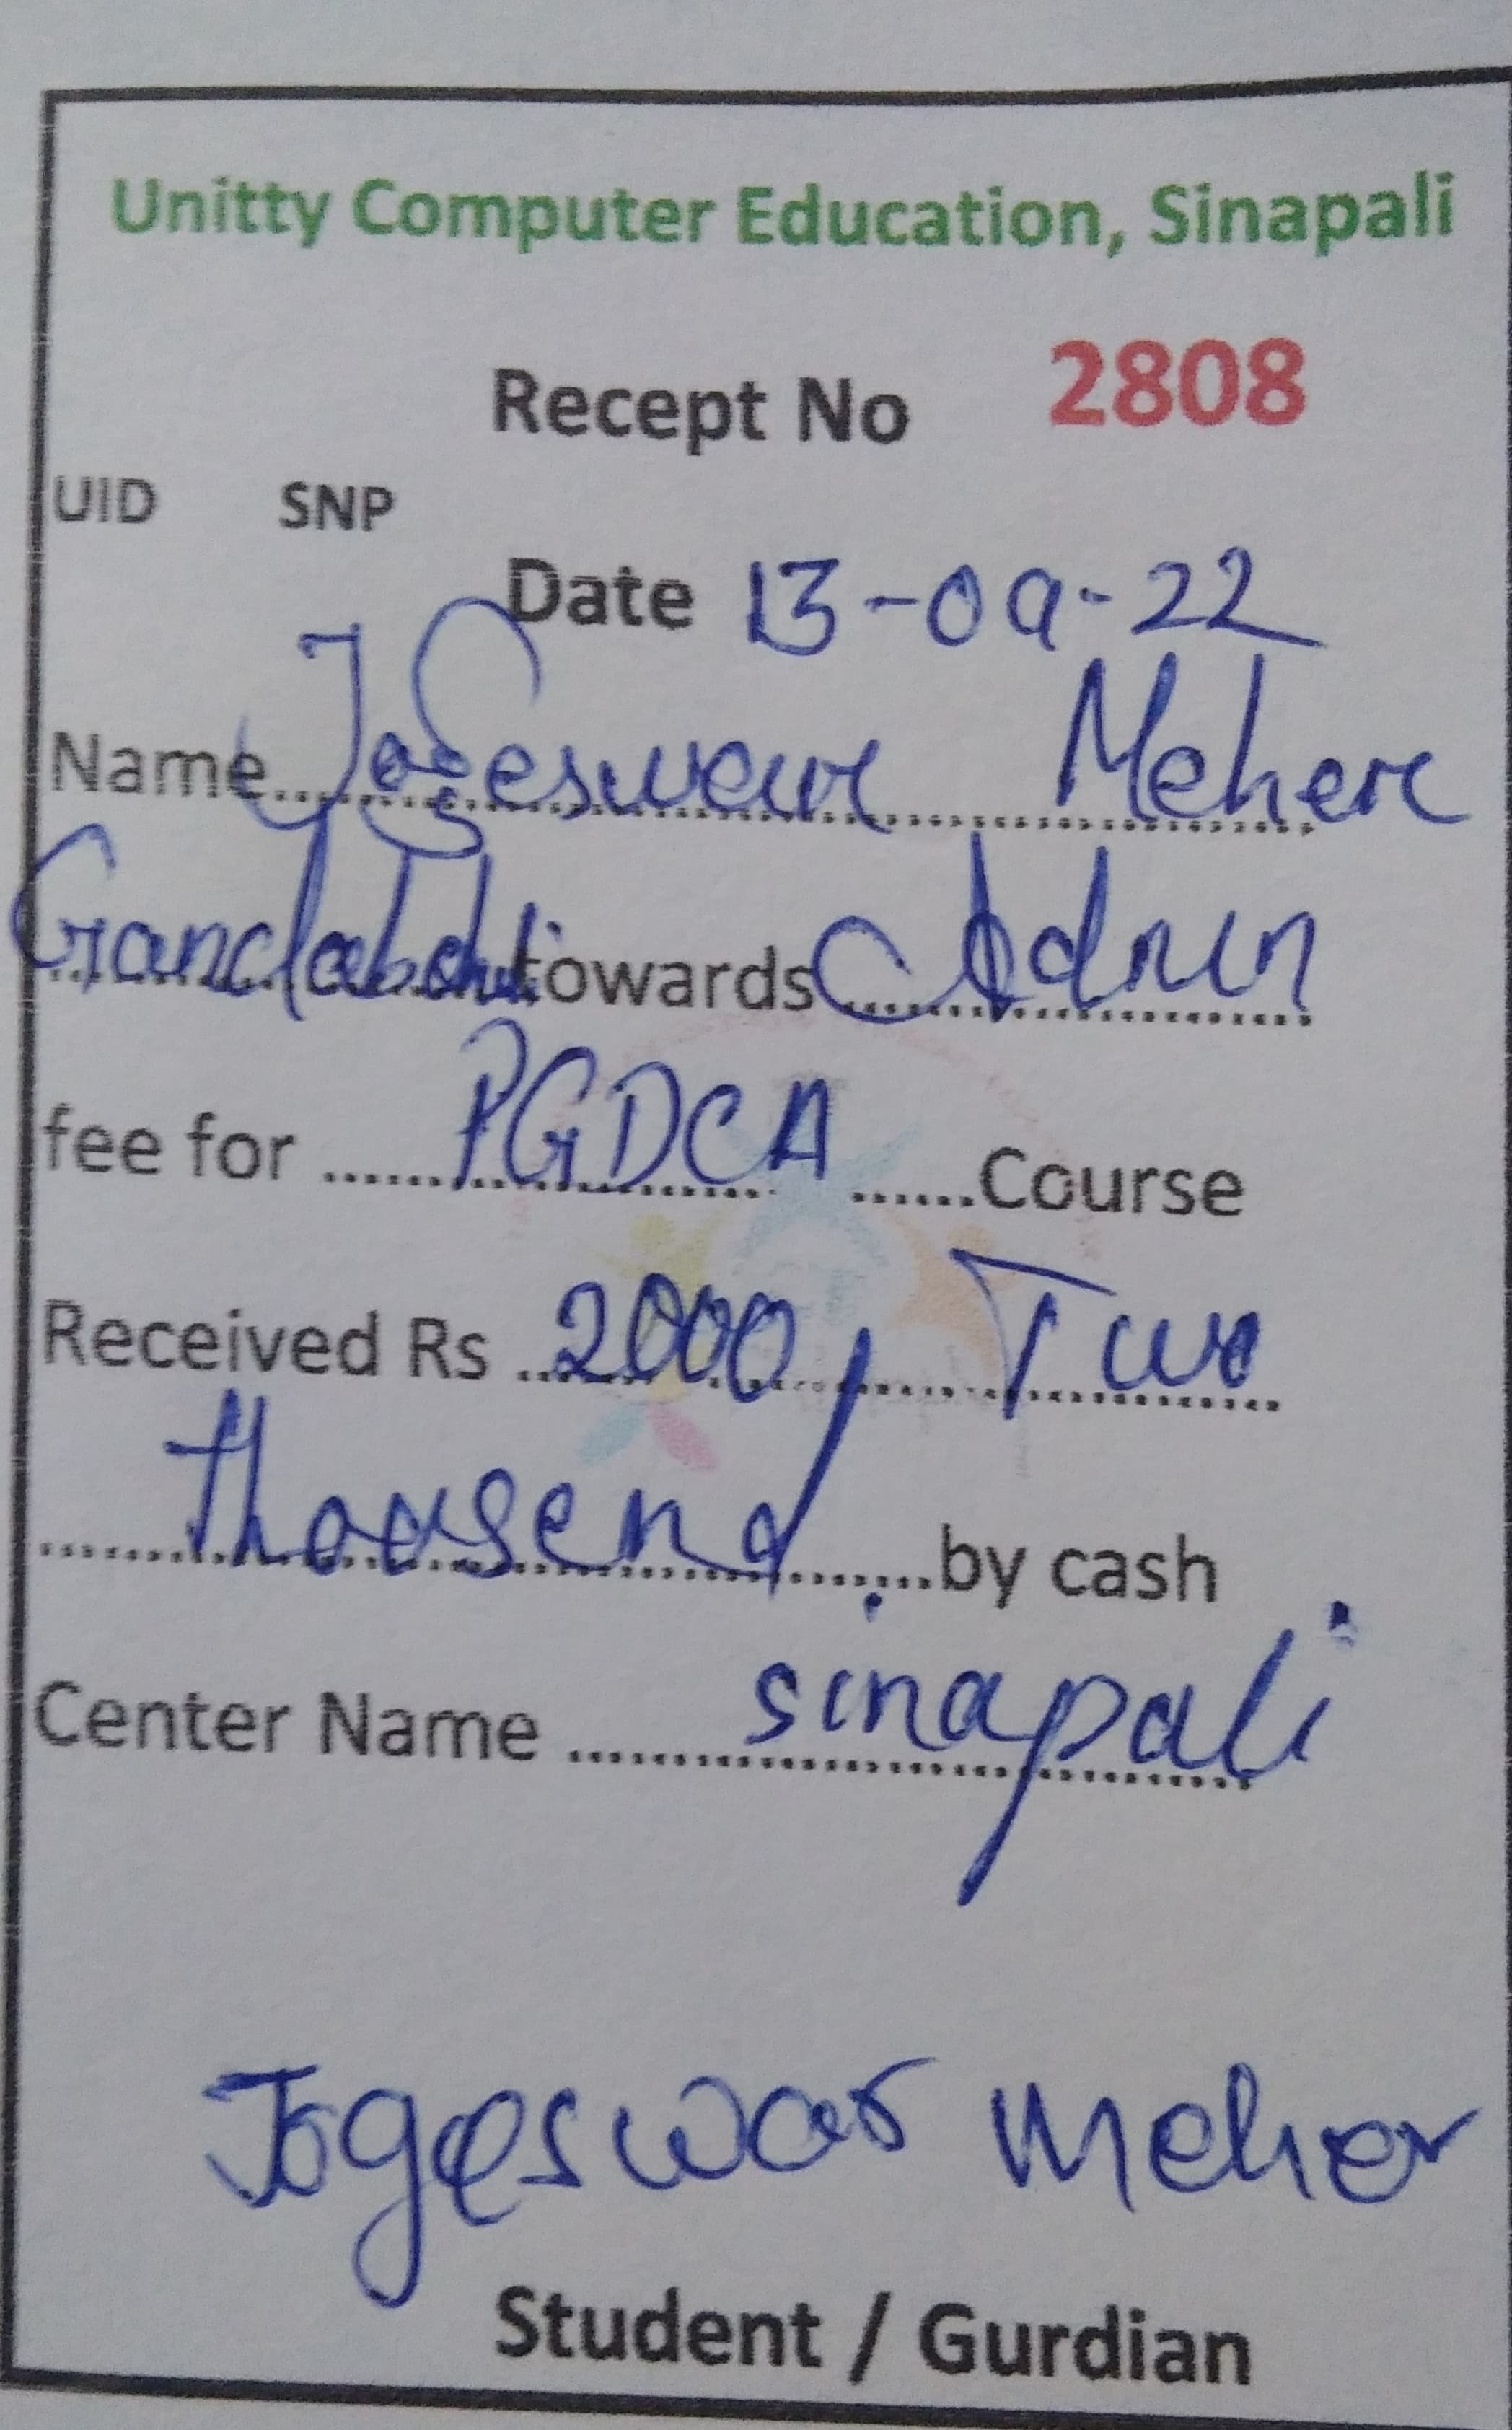 Unitty Computer Education, Sinapali
Recept No 2808
UID SNP
Date 13-09-22
Name Jogeswar Meher
towards Admn
fee for PGDCA Course
Received Rs 2000/ Two
Thousend by cash
Center Name sinapali
Jogeswar Meher
Student / Gurdian